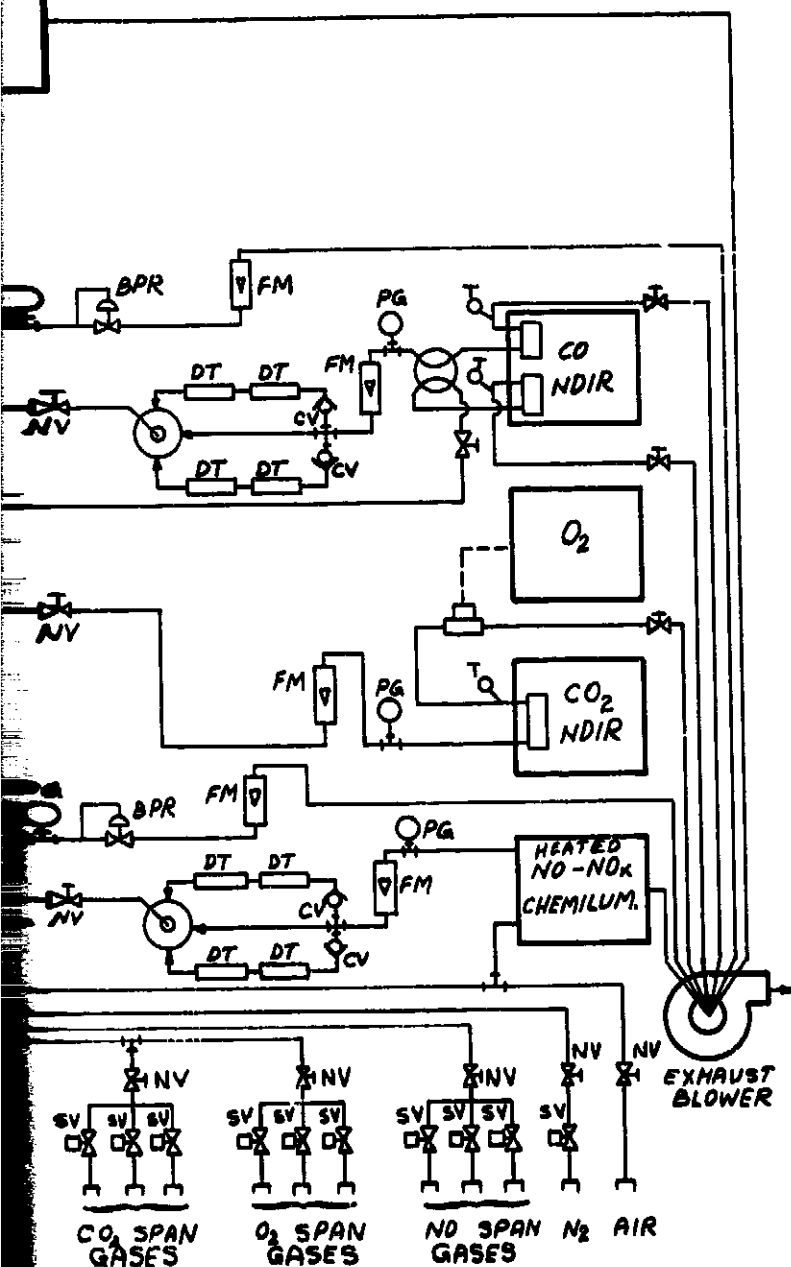 BPR
FM
PG
T
FM
CO
NDIR
DT DT
T
NV
CV
CV
DT DT
O2
NV
FM
PG
T
CO2
NDIR
BPR
FM
PG
HEATED
NO-NOx
CHEMILUM.
DT DT
FM
NV
CV
CV
DT DT
NV NV NV NV NV
EXHAUST
BLOWER
SV SV SV SV SV SV SV SV SV SV
CO2 SPAN
GASES
O2 SPAN
GASES
NO SPAN
GASES
N2
AIR